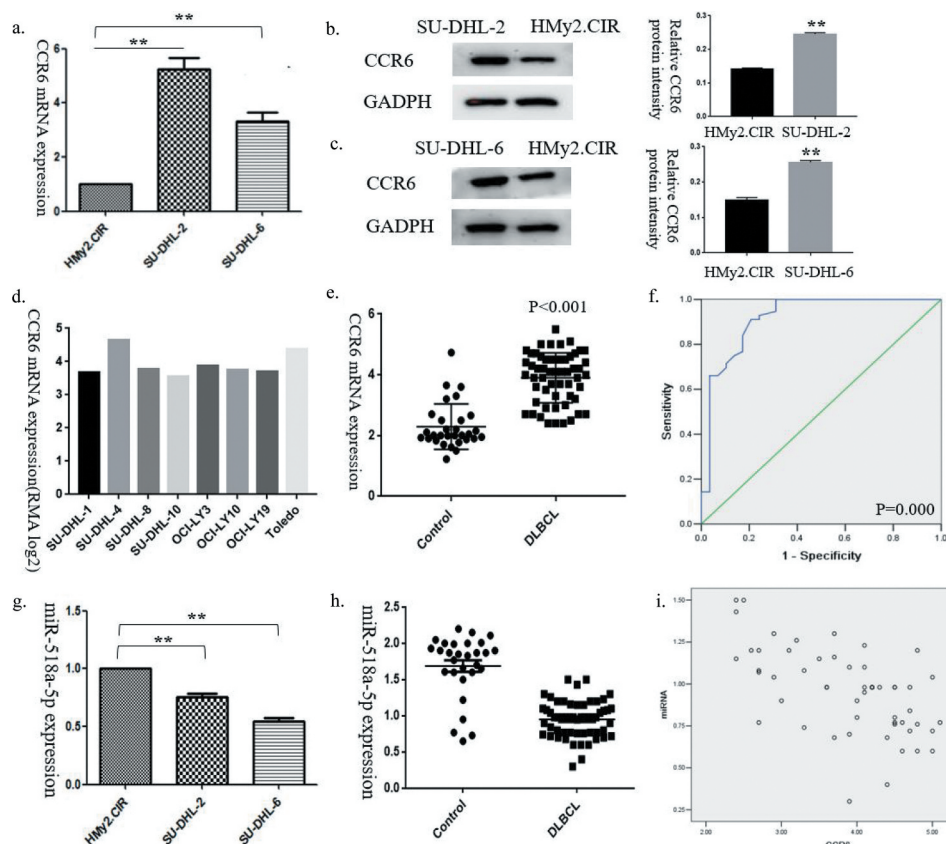 a.
CCR6 mRNA expression
**
**
6
4
2
0
HMy2.CIR
SU-DHL-2
SU-DHL-6
b.
SU-DHL-2 HMy2.CIR
CCR6
GADPH
Relative CCR6
protein intensity
0.3
0.2
0.1
0.0
**
HMy2.CIR SU-DHL-2
c.
SU-DHL-6 HMy2.CIR
CCR6
GADPH
Relative CCR6
protein intensity
0.3
0.2
0.1
0.0
**
HMy2.CIR SU-DHL-6
d.
CCR6 mRNA expression(RMA log2)
5
4
3
2
1
0
SU-DHL-1
SU-DHL-4
SU-DHL-8
SU-DHL-10
OCI-LY3
OCI-LY10
OCI-LY19
Toledo
e.
CCR6 mRNA expression
P<0.001
6
4
2
0
Control
DLBCL
f.
Sensitivity
1.0
0.8
0.6
0.4
0.2
0.0
P=0.000
0.0 0.2 0.4 0.6 0.8 1.0
1 - Specificity
g.
miR-518a-5p expression
**
**
1.5
1.0
0.5
0.0
HMy2.CIR
SU-DHL-2
SU-DHL-6
h.
miR-518a-5p expression
2.5
2.0
1.5
1.0
0.5
0.0
Control
DLBCL
i.
miRNA
1.50
1.25
1.00
0.75
0.50
0.25
2.00 3.00 4.00 5.00